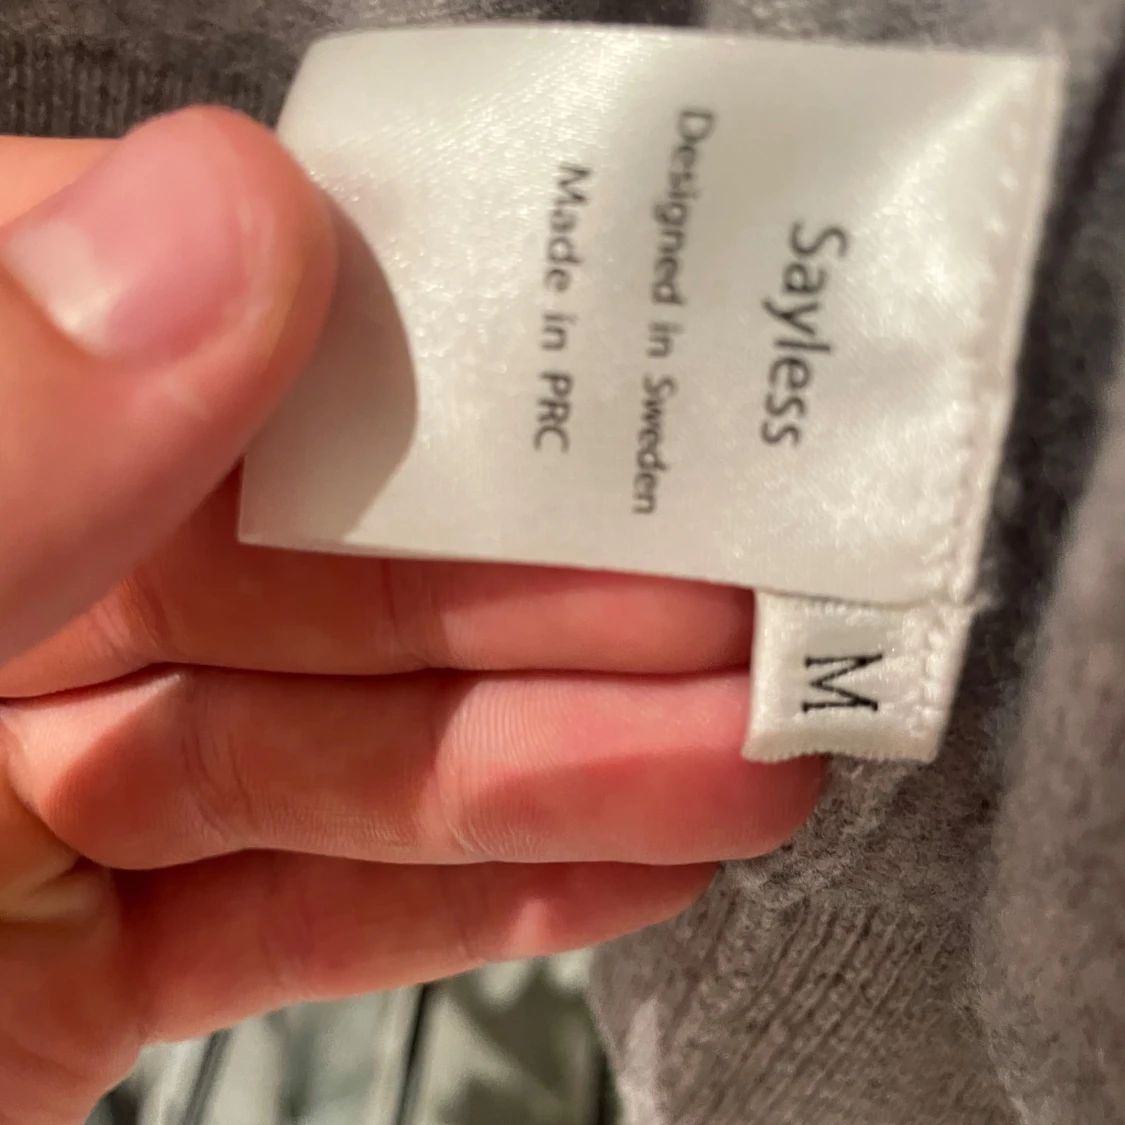 Sayless
Designed in Sweden
Made in PRC
M